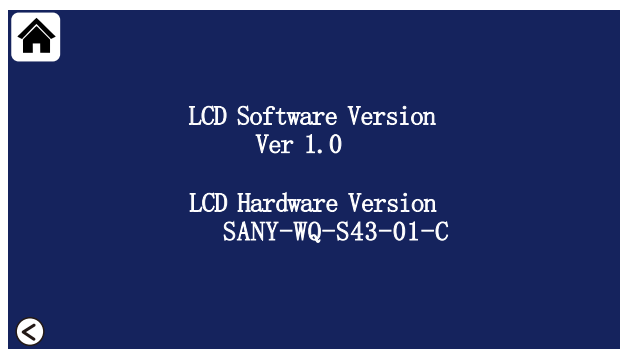 LCD Software Version
Ver 1.0
LCD Hardware Version
SANY-WQ-S43-01-C